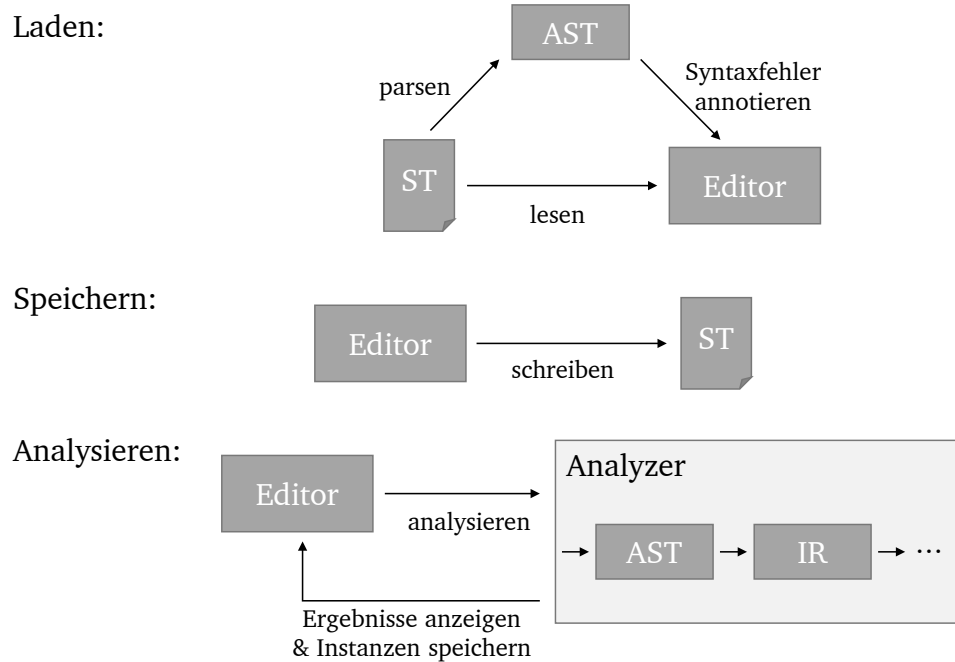 Laden:
AST
parsen
Syntaxfehler
annotieren
ST
Editor
lesen
Speichern:
Editor
ST
schreiben
Analysieren:
Editor
analysieren
Analyzer
AST
IR
...
Ergebnisse anzeigen
& Instanzen speichern